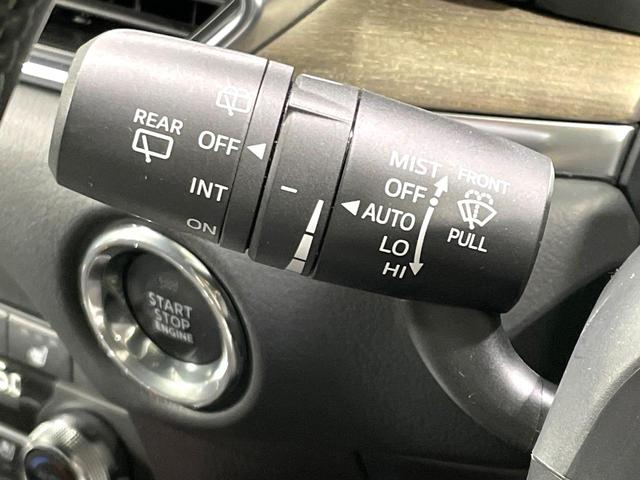 REAR
OFF
INT
ON
MIST
OFF
AUTO
LO
HI
FRONT
PULL
START
STOP
ENGINE